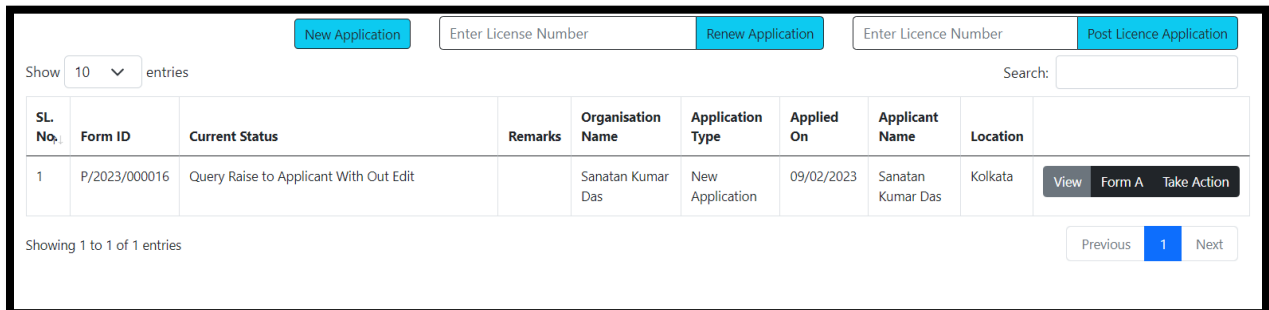 New Application Enter License Number Renew Application Enter Licence Number Post Licence Application
Show 10 entries Search:
SL. No. Form ID Current Status Remarks Organisation Name Application Type Applied On Applicant Name Location
1 P/2023/000016 Query Raise to Applicant With Out Edit Sanatan Kumar Das New Application 09/02/2023 Sanatan Kumar Das Kolkata View Form A Take Action
Showing 1 to 1 of 1 entries Previous 1 Next